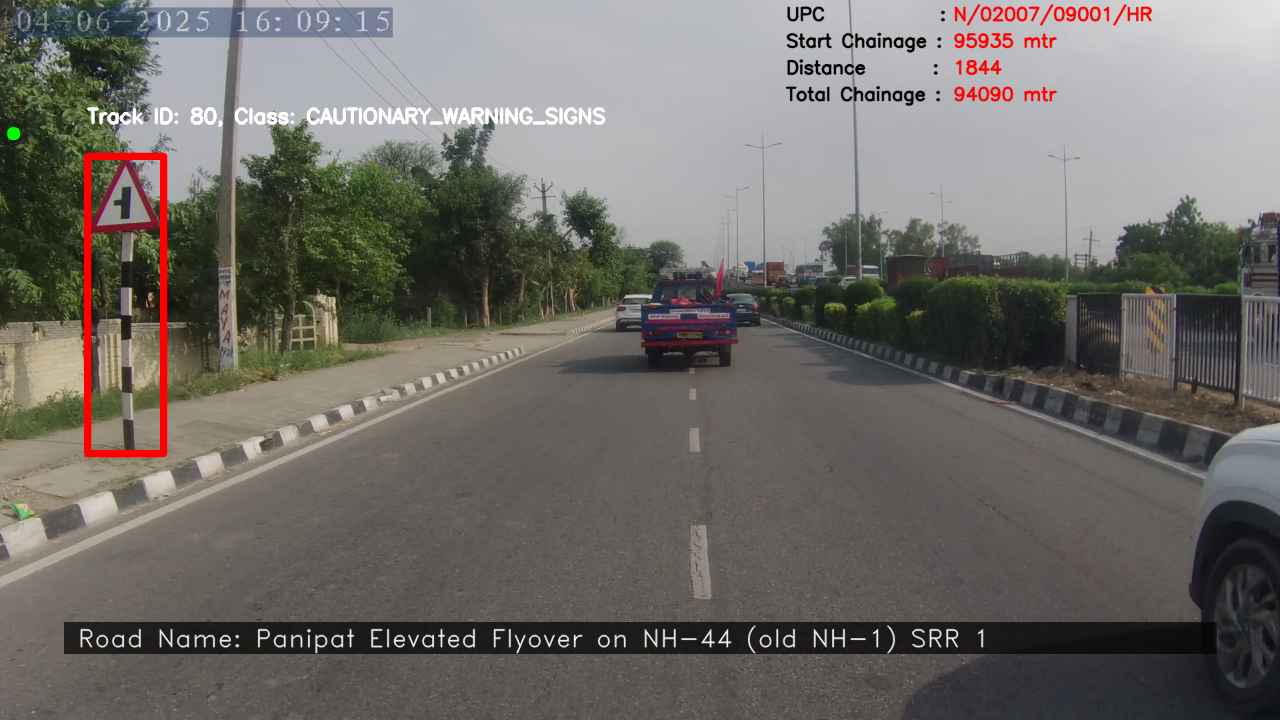 04-06-2025 16:09:15
UPC : N/02007/09001/HR
Start Chainage : 95935 mtr
Distance : 1844
Total Chainage : 94090 mtr
Track ID: 80, Class: CAUTIONARY_WARNING_SIGNS
MAYA
Road Name: Panipat Elevated Flyover on NH-44 (old NH-1) SRR 1